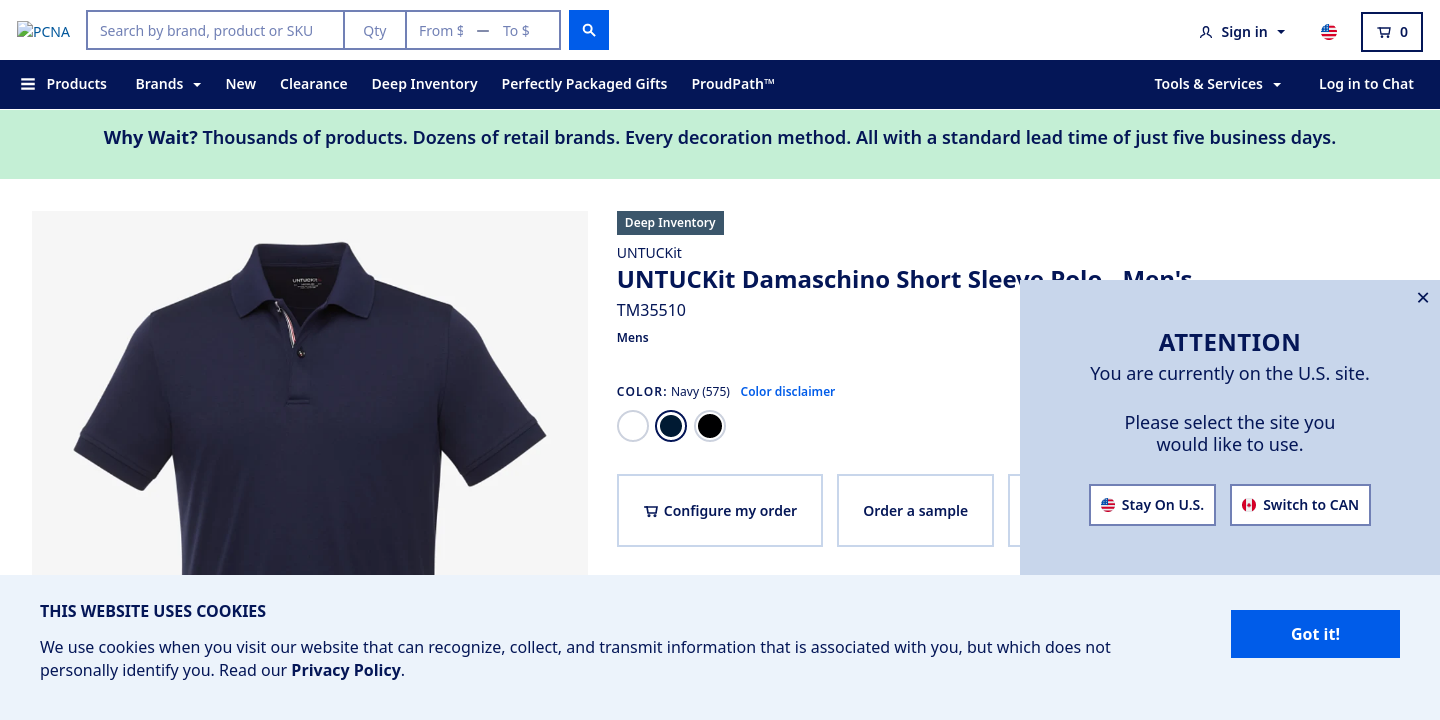 PCNA
Search by brand, product or SKU
Qty
From $
—
To $
Sign in
0
Products
Brands
New
Clearance
Deep Inventory
Perfectly Packaged Gifts
ProudPath™
Tools & Services
Log in to Chat
Why Wait? Thousands of products. Dozens of retail brands. Every decoration method. All with a standard lead time of just five business days.
UNTUCKit
Deep Inventory
UNTUCKit
UNTUCKit Damaschino Short Sleeve Polo - Men's
TM35510
Mens
COLOR: Navy (575)
Color disclaimer
Configure my order
Order a sample
✕
ATTENTION
You are currently on the U.S. site.
Please select the site you
would like to use.
Stay On U.S.
Switch to CAN
THIS WEBSITE USES COOKIES
We use cookies when you visit our website that can recognize, collect, and transmit information that is associated with you, but which does not
personally identify you. Read our Privacy Policy.
Got it!